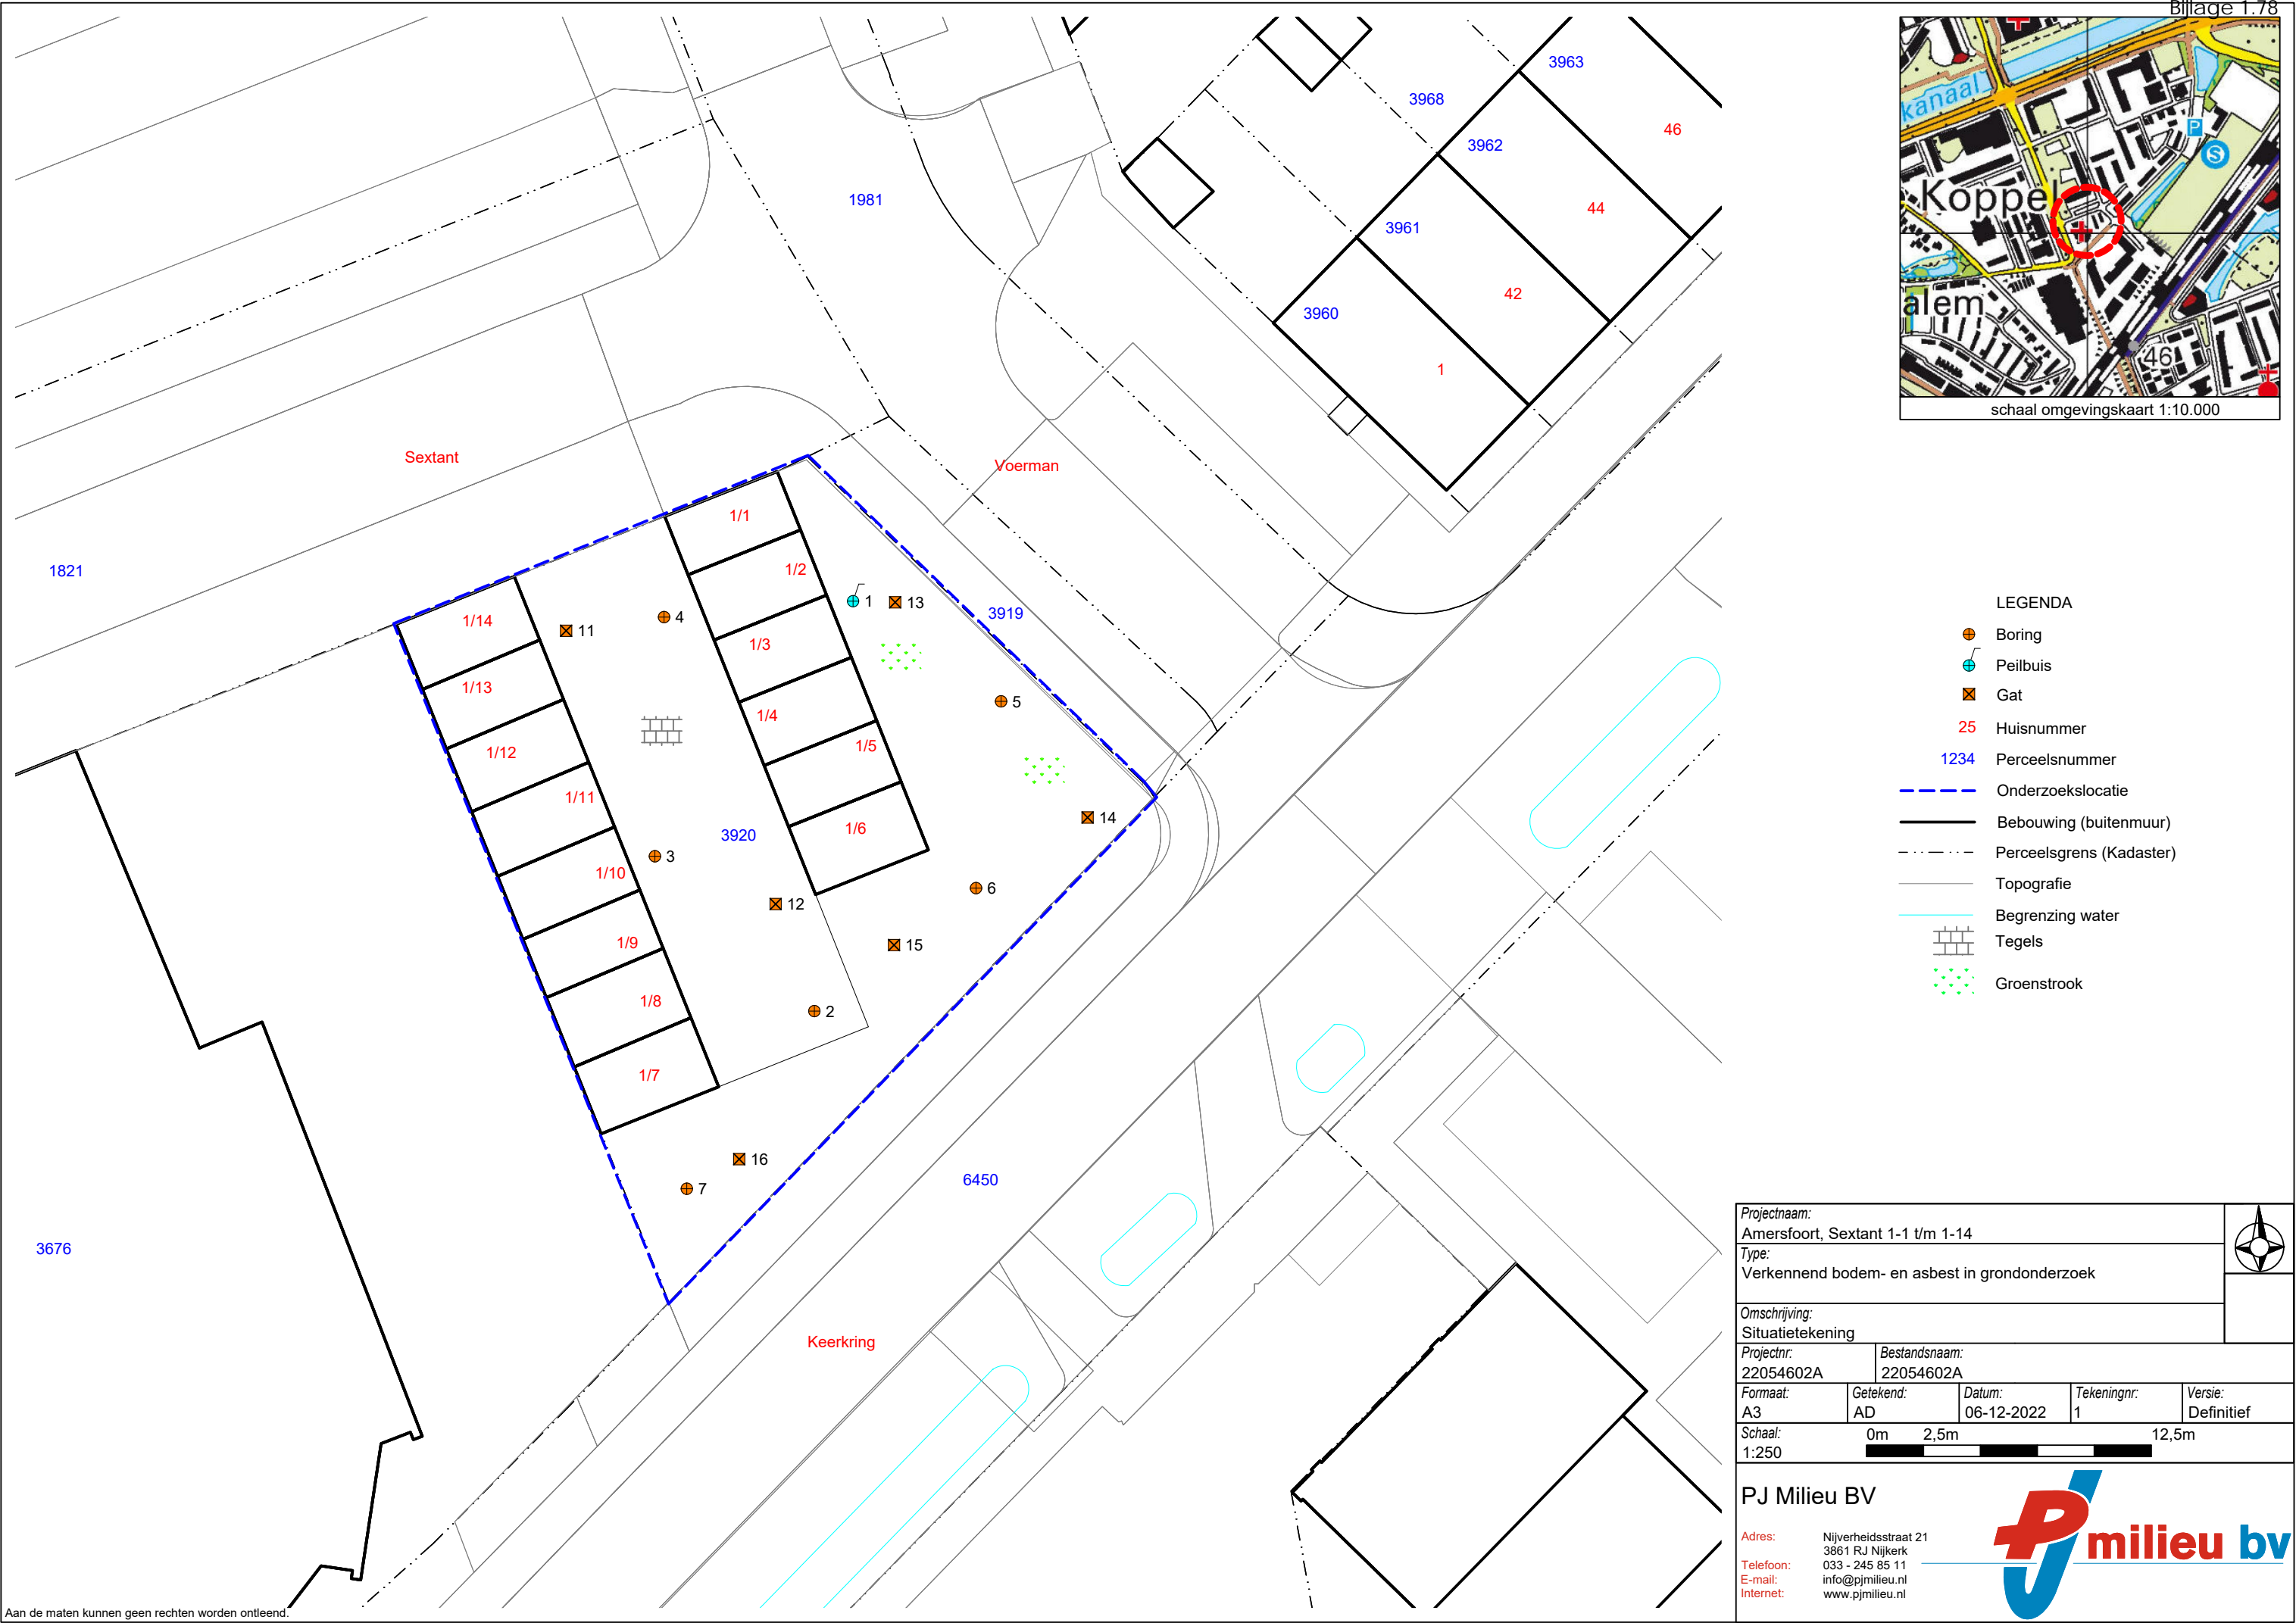 Bijlage 1.78
kanaal
P
S
Koppel
alem
46
schaal omgevingskaart 1:10.000
3963
3968
46
3962
1981
44
3961
42
3960
1
Sextant
Voerman
1821
1/1
1/2
1 13
3919
1/14
11
4
1/3
1/13
5
1/4
1/12
1/5
1/11
14
3920
1/6
3
1/10
6
12
1/9
15
1/8
2
1/7
16
7
6450
3676
Keerkring
LEGENDA
Boring
Peilbuis
Gat
25 Huisnummer
1234 Perceelsnummer
Onderzoekslocatie
Bebouwing (buitenmuur)
Perceelsgrens (Kadaster)
Topografie
Begrenzing water
Tegels
Groenstrook
Projectnaam:
Amersfoort, Sextant 1-1 t/m 1-14
Type:
Verkennend bodem- en asbest in grondonderzoek
Omschrijving:
Situatietekening
Projectnr: Bestandsnaam:
22054602A 22054602A
Formaat: Getekend: Datum: Tekeningnr: Versie:
A3 AD 06-12-2022 1 Definitief
Schaal: 0m 2,5m 12,5m
1:250
PJ Milieu BV
Adres: Nijverheidsstraat 21
3861 RJ Nijkerk
Telefoon: 033 - 245 85 11
E-mail: info@pjmilieu.nl
Internet: www.pjmilieu.nl
PJ milieu bv
Aan de maten kunnen geen rechten worden ontleend.